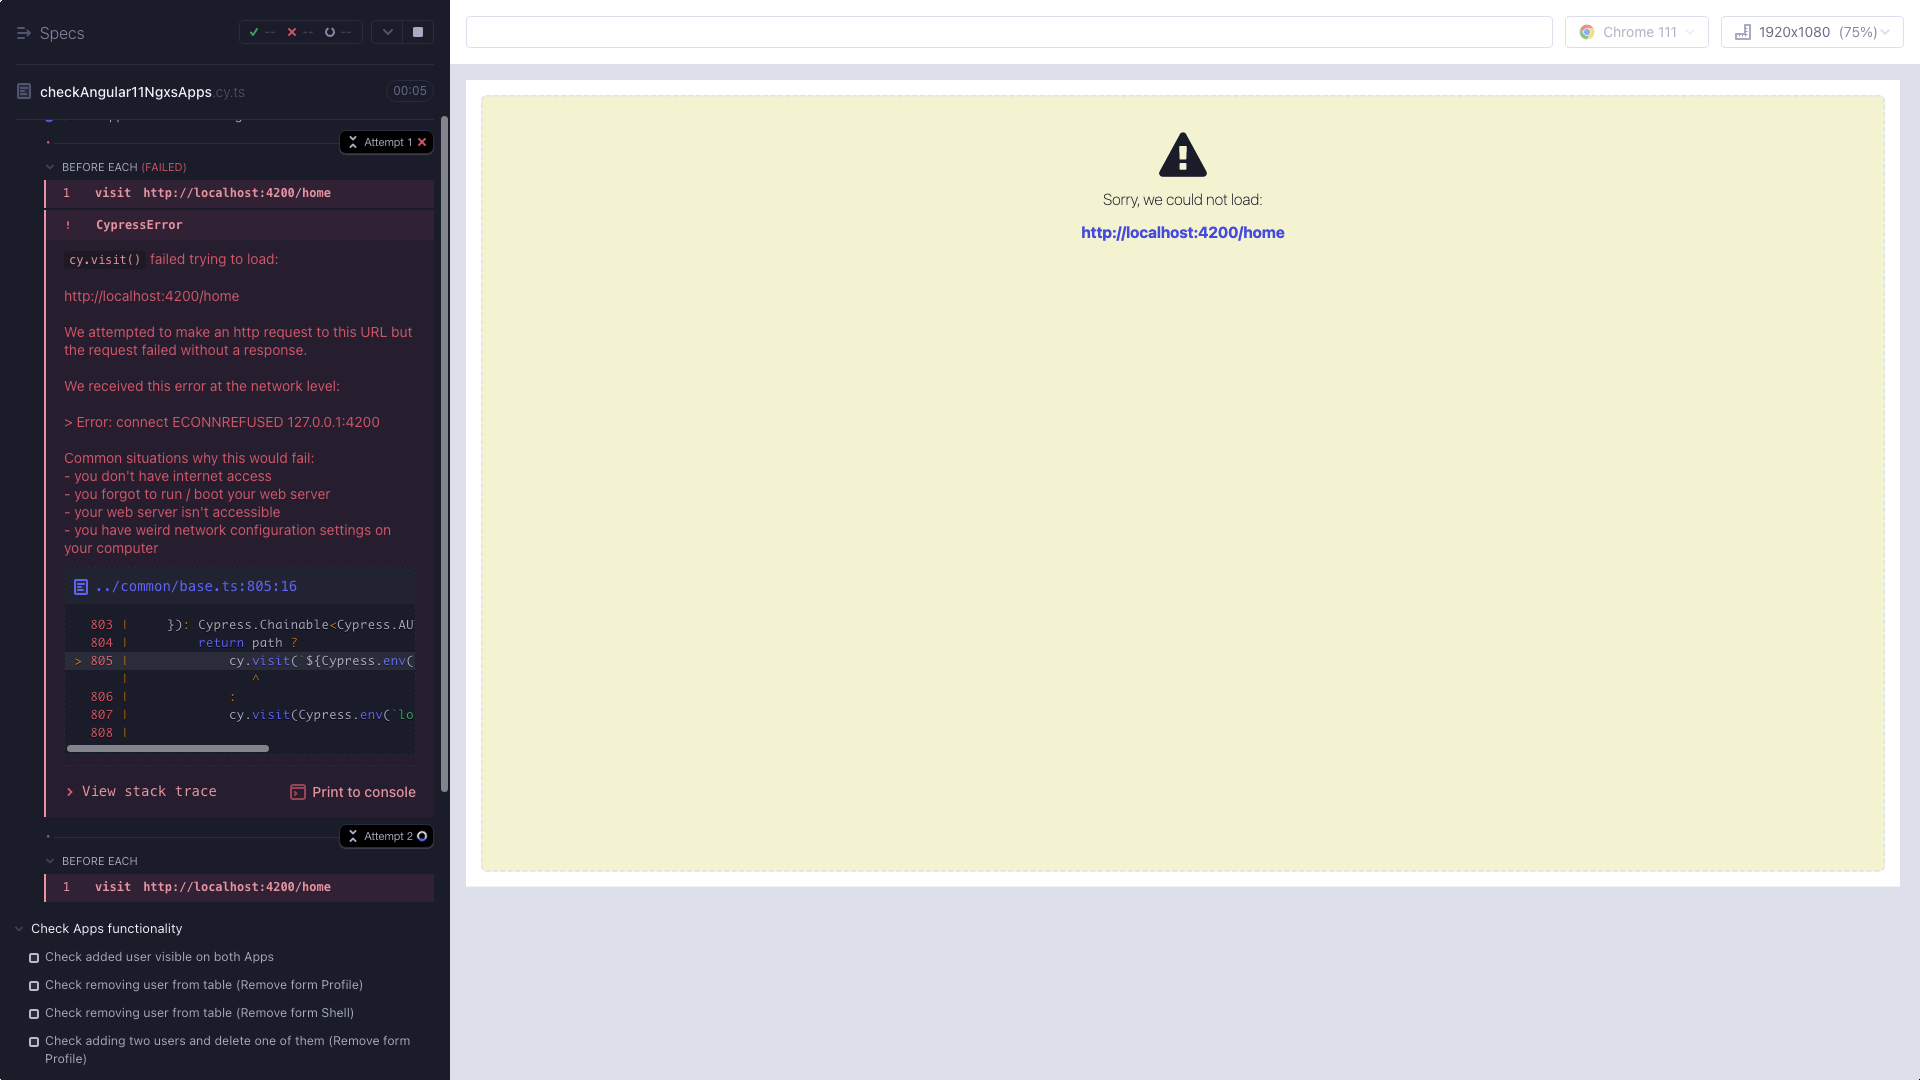 Specs
-- -- --
checkAngular11NgxsApps.cy.ts
00:05
Attempt 1
BEFORE EACH (FAILED)
1 visit http://localhost:4200/home
! CypressError
cy.visit() failed trying to load:
http://localhost:4200/home
We attempted to make an http request to this URL but
the request failed without a response.
We received this error at the network level:
> Error: connect ECONNREFUSED 127.0.0.1:4200
Common situations why this would fail:
- you don't have internet access
- you forgot to run / boot your web server
- your web server isn't accessible
- you have weird network configuration settings on
your computer
../common/base.ts:805:16
803 | }): Cypress.Chainable<Cypress.AU
804 | return path ?
> 805 | cy.visit(`${Cypress.env(
| ^
806 | :
807 | cy.visit(Cypress.env(`lo
808 |
View stack trace
Print to console
Attempt 2
BEFORE EACH
1 visit http://localhost:4200/home
Check Apps functionality
Check added user visible on both Apps
Check removing user from table (Remove form Profile)
Check removing user from table (Remove form Shell)
Check adding two users and delete one of them (Remove form
Profile)
Chrome 111
1920x1080 (75%)
Sorry, we could not load:
http://localhost:4200/home